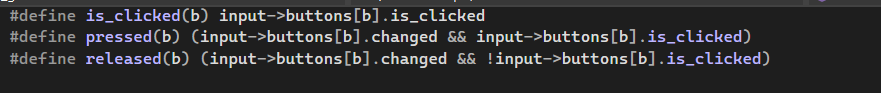 #define is_clicked(b) input->buttons[b].is_clicked
#define pressed(b) (input->buttons[b].changed && input->buttons[b].is_clicked)
#define released(b) (input->buttons[b].changed && !input->buttons[b].is_clicked)